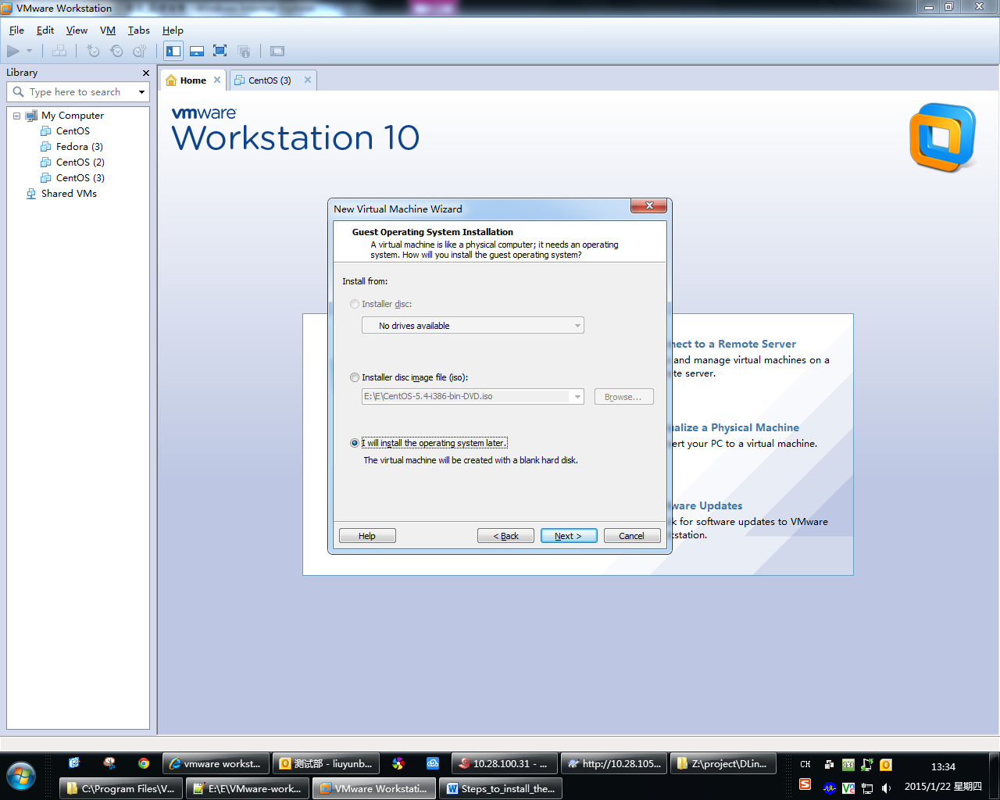 VMware Workstation
File Edit View VM Tabs Help
Library
Type here to search
My Computer
CentOS
Fedora (3)
CentOS (2)
CentOS (3)
Shared VMs
Home
CentOS (3)
vmware
Workstation 10
New Virtual Machine Wizard
Guest Operating System Installation
A virtual machine is like a physical computer; it needs an operating
system. How will you install the guest operating system?
Install from:
Installer disc:
No drives available
Installer disc image file (iso):
E:\E\CentOS-5.4-i386-bin-DVD.iso
Browse...
I will install the operating system later.
The virtual machine will be created with a blank hard disk.
Help
< Back
Next >
Cancel
nect to a Remote Server
and manage virtual machines on a
te server.
alize a Physical Machine
ert your PC to a virtual machine.
ware Updates
k for software updates to VMware
kstation.
vmware workst...
测试部 - liuyunb...
10.28.100.31 - ...
http://10.28.105...
Z:\project\DLin...
CH
13:34
C:\Program Files\V...
E:\E\VMware-work...
VMware Workstati...
Steps_to_install_the...
2015/1/22 星期四